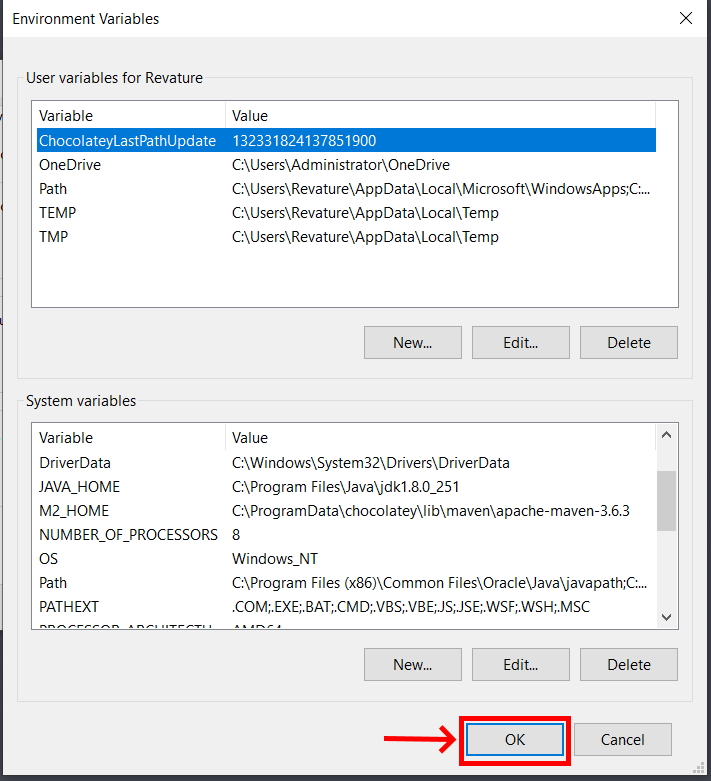 Environment Variables
User variables for Revature
Variable Value
ChocolateyLastPathUpdate 132331824137851900
OneDrive C:\Users\Administrator\OneDrive
Path C:\Users\Revature\AppData\Local\Microsoft\WindowsApps;C:...
TEMP C:\Users\Revature\AppData\Local\Temp
TMP C:\Users\Revature\AppData\Local\Temp
New... Edit... Delete
System variables
Variable Value
DriverData C:\Windows\System32\Drivers\DriverData
JAVA_HOME C:\Program Files\Java\jdk1.8.0_251
M2_HOME C:\ProgramData\chocolatey\lib\maven\apache-maven-3.6.3
NUMBER_OF_PROCESSORS 8
OS Windows_NT
Path C:\Program Files (x86)\Common Files\Oracle\Java\javapath;C:...
PATHEXT .COM;.EXE;.BAT;.CMD;.VBS;.VBE;.JS;.JSE;.WSF;.WSH;.MSC
New... Edit... Delete
OK Cancel